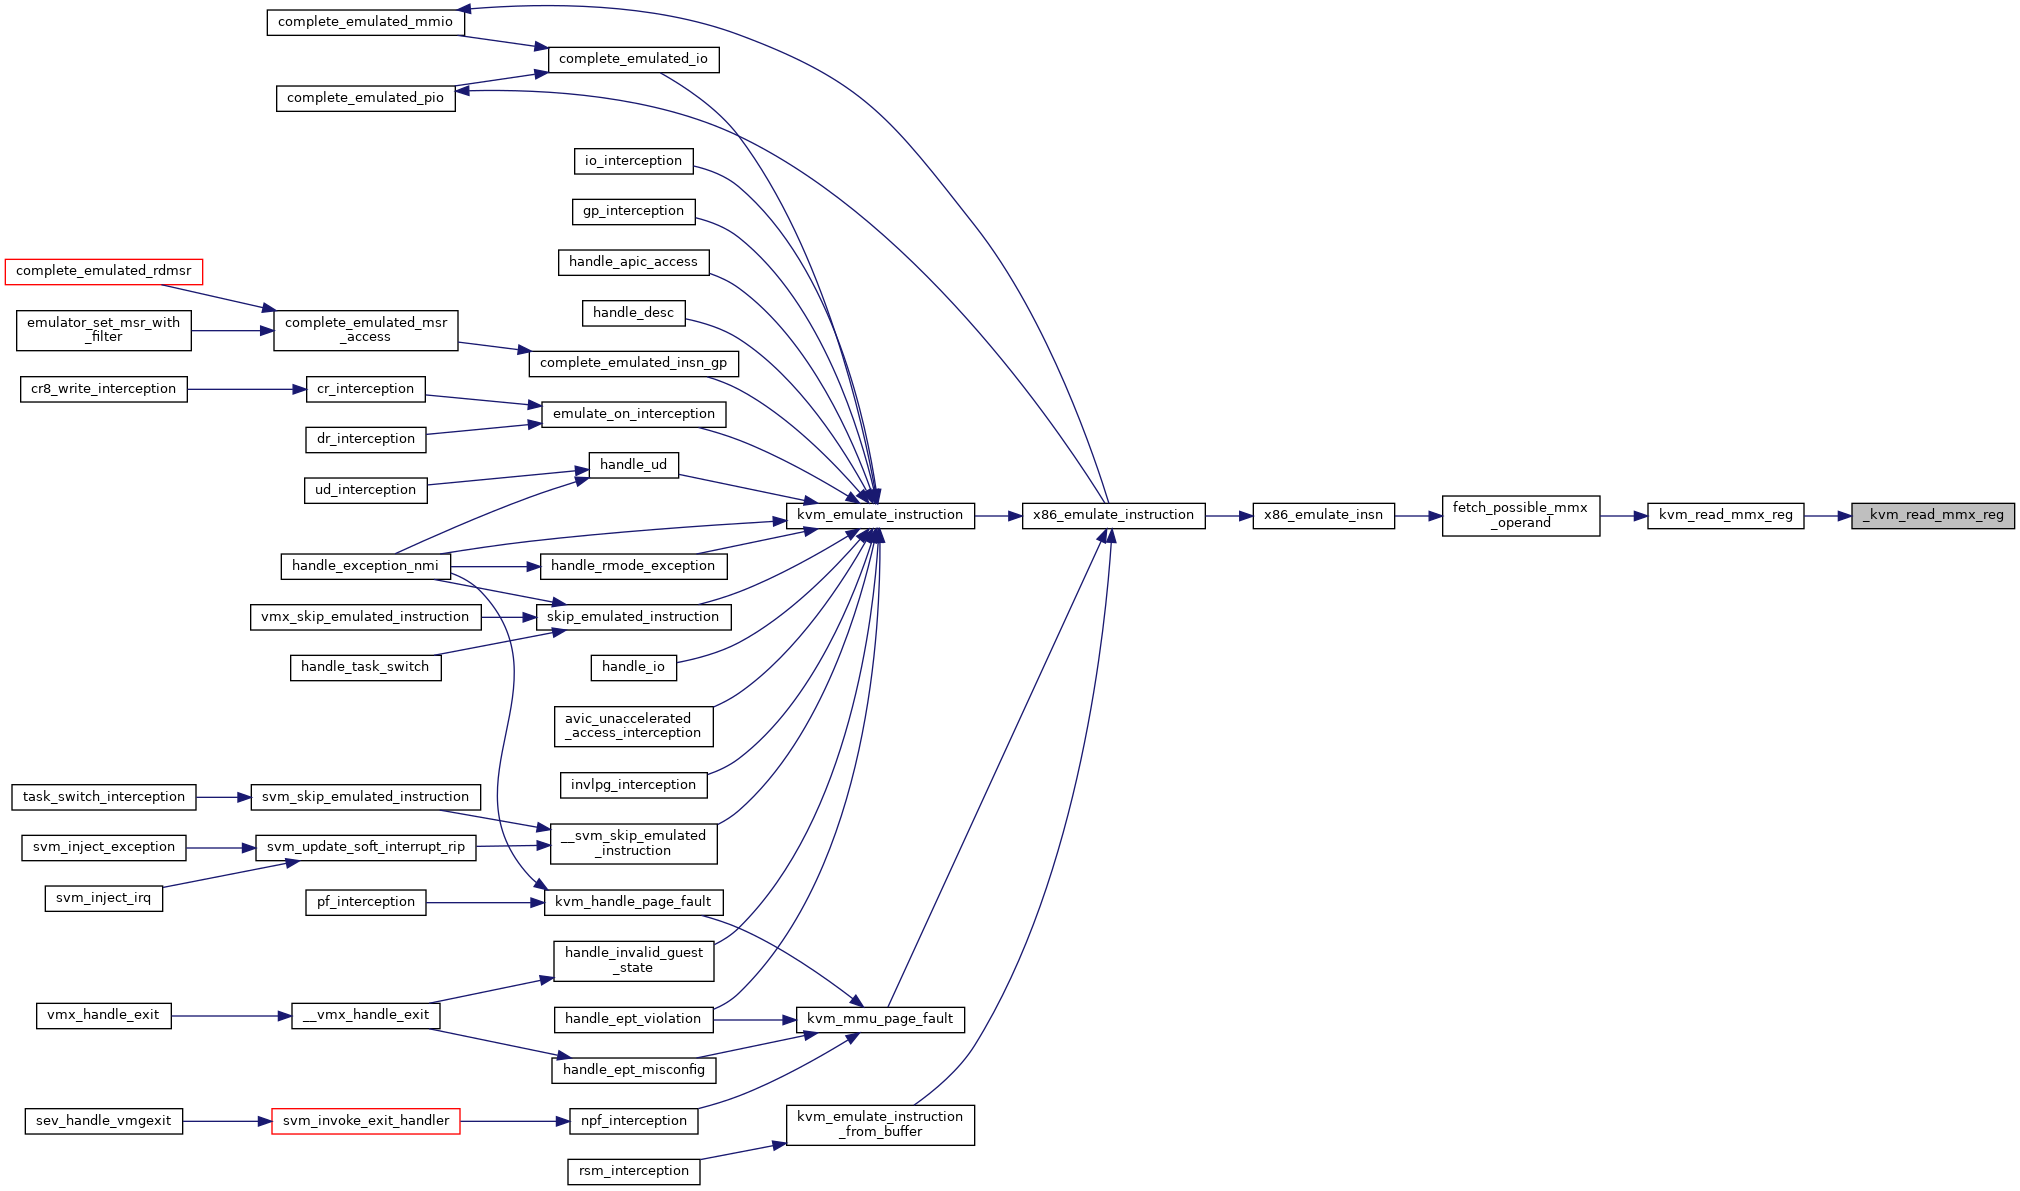 complete_emulated_mmio
complete_emulated_io
complete_emulated_pio
io_interception
gp_interception
handle_apic_access
complete_emulated_rdmsr
handle_desc
emulator_set_msr_with
_filter
complete_emulated_msr
_access
complete_emulated_insn_gp
cr8_write_interception
cr_interception
emulate_on_interception
dr_interception
handle_ud
ud_interception
kvm_emulate_instruction
x86_emulate_instruction
x86_emulate_insn
fetch_possible_mmx
_operand
kvm_read_mmx_reg
_kvm_read_mmx_reg
handle_exception_nmi
handle_rmode_exception
vmx_skip_emulated_instruction
skip_emulated_instruction
handle_task_switch
handle_io
avic_unaccelerated
_access_interception
invlpg_interception
task_switch_interception
svm_skip_emulated_instruction
__svm_skip_emulated
_instruction
svm_inject_exception
svm_update_soft_interrupt_rip
svm_inject_irq
pf_interception
kvm_handle_page_fault
handle_invalid_guest
_state
vmx_handle_exit
__vmx_handle_exit
handle_ept_violation
kvm_mmu_page_fault
handle_ept_misconfig
sev_handle_vmgexit
svm_invoke_exit_handler
npf_interception
kvm_emulate_instruction
_from_buffer
rsm_interception